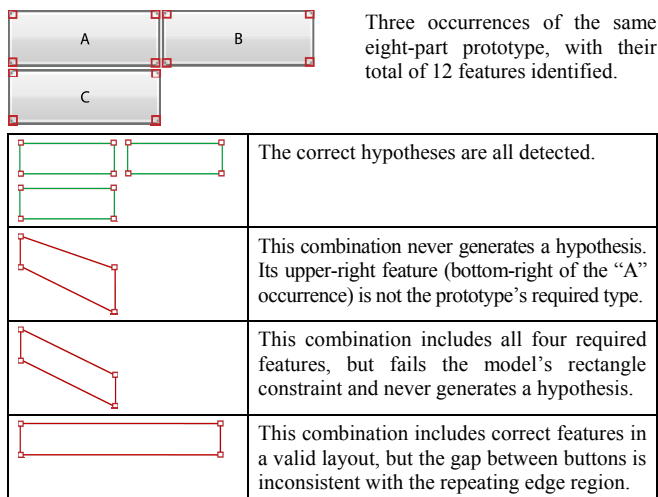 A
B
C
Three occurrences of the same
eight-part prototype, with their
total of 12 features identified.
The correct hypotheses are all detected.
This combination never generates a hypothesis.
Its upper-right feature (bottom-right of the “A”
occurrence) is not the prototype’s required type.
This combination includes all four required
features, but fails the model’s rectangle
constraint and never generates a hypothesis.
This combination includes correct features in
a valid layout, but the gap between buttons is
inconsistent with the repeating edge region.